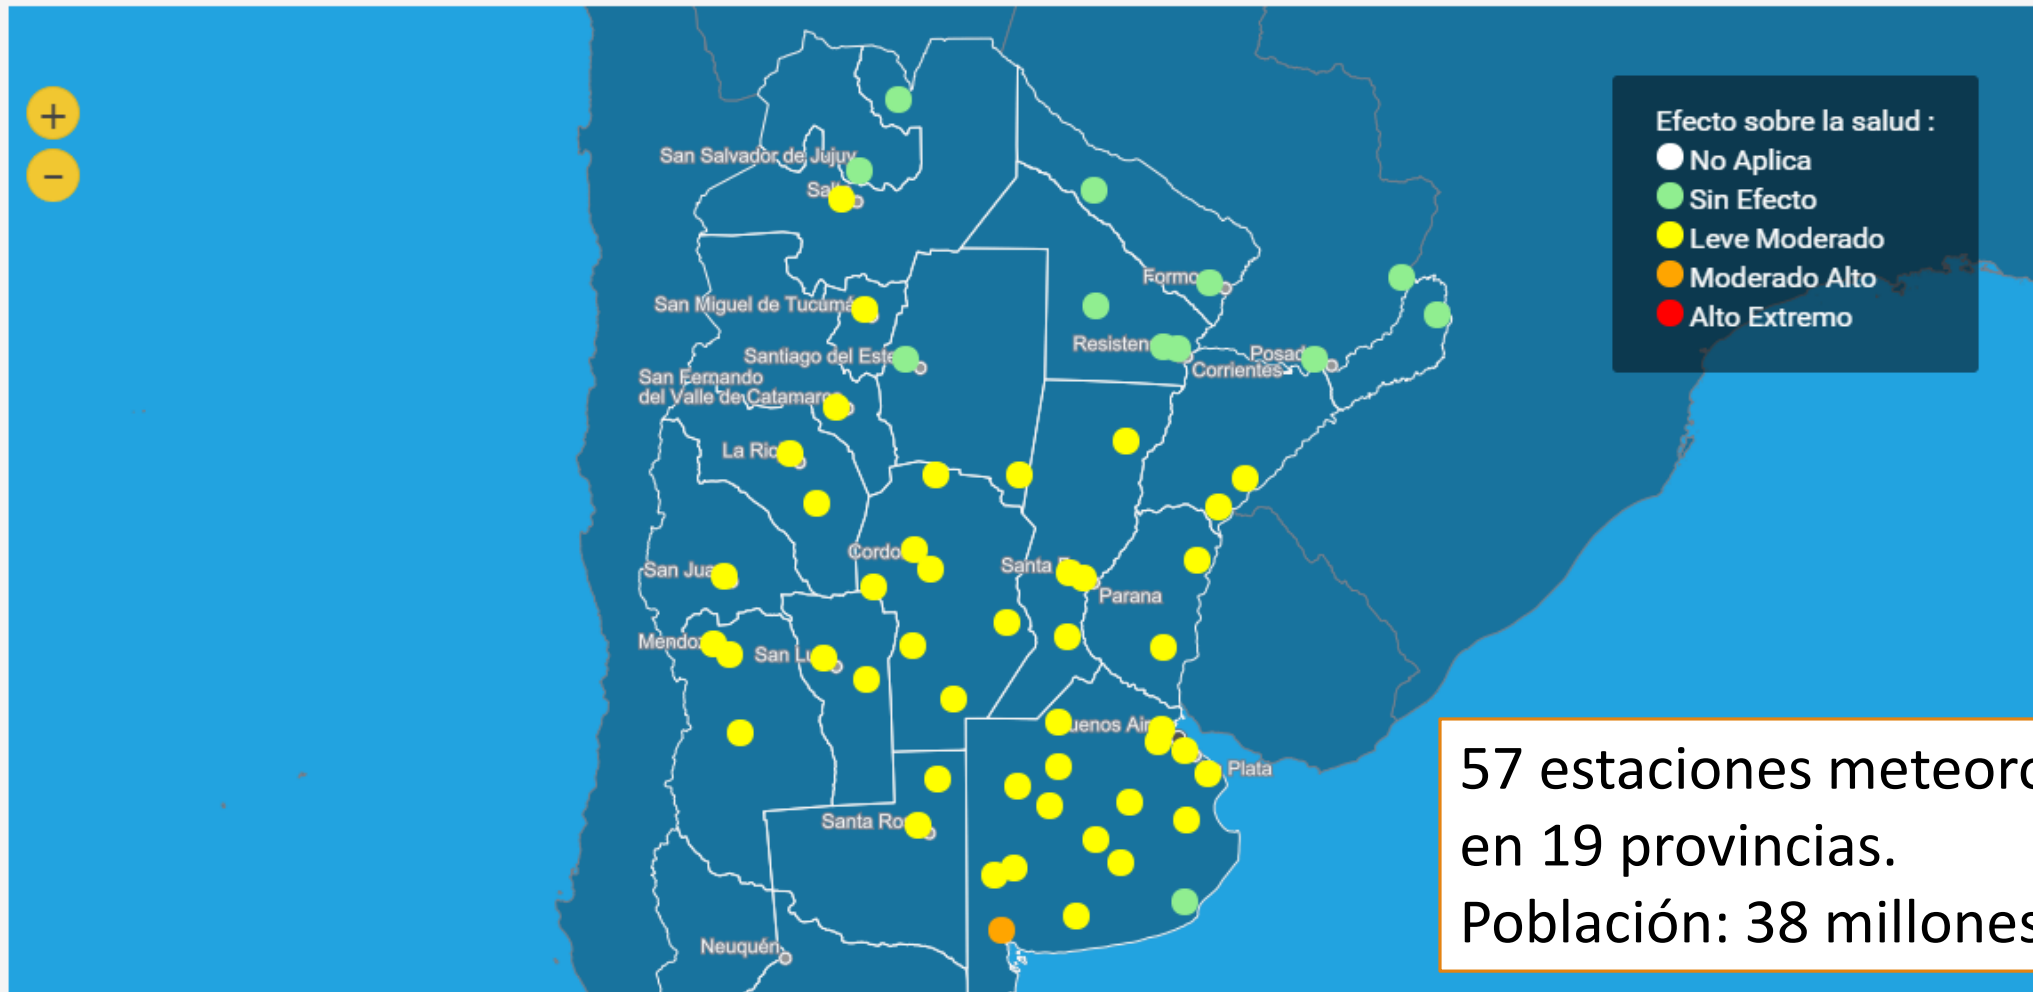 +
−
San Salvador de Jujuy
Formo
San Miguel de Tucumá
Resisten
Santiago del Este
Posad
Corrientes
San Fernando
del Valle de Catamarc
La Rio
Cordo
Santa
San Jua
Parana
Mendo
San Lu
uenos Air
Plata
Santa Ro
Neuquén
Efecto sobre la salud :
No Aplica
Sin Efecto
Leve Moderado
Moderado Alto
Alto Extremo
57 estaciones meteoro
en 19 provincias.
Población: 38 millones